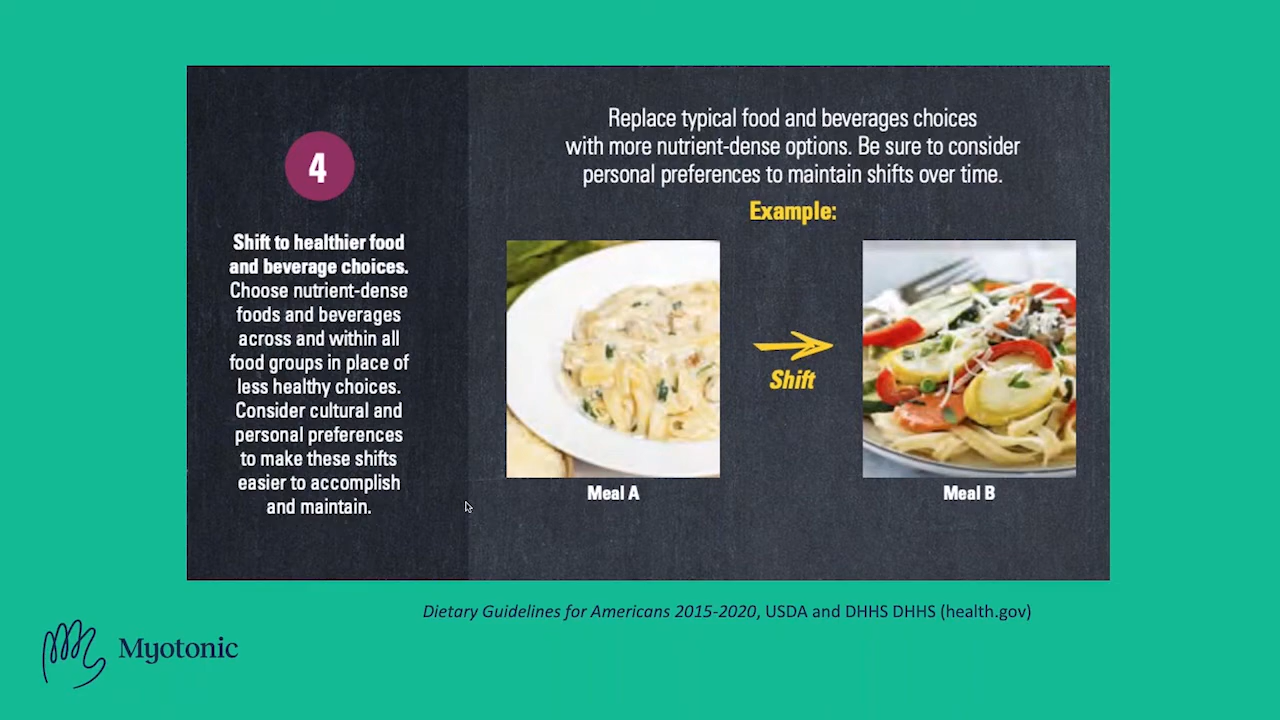 4
Shift to healthier food
and beverage choices.
Choose nutrient-dense
foods and beverages
across and within all
food groups in place of
less healthy choices.
Consider cultural and
personal preferences
to make these shifts
easier to accomplish
and maintain.
Replace typical food and beverages choices
with more nutrient-dense options. Be sure to consider
personal preferences to maintain shifts over time.
Example:
Shift
Meal A
Meal B
Dietary Guidelines for Americans 2015-2020, USDA and DHHS DHHS (health.gov)
Myotonic